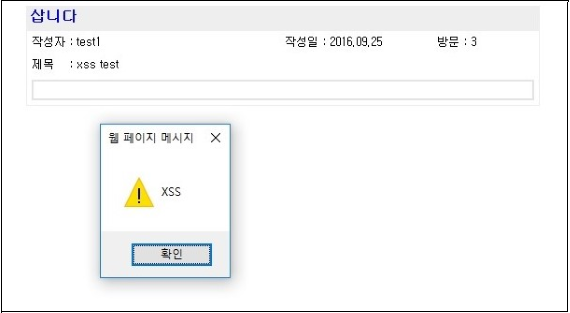 삽니다
작성자 : test1 작성일 : 2016,09,25 방문 : 3
제목 : xss test
웹 페이지 메시지
XSS
확인